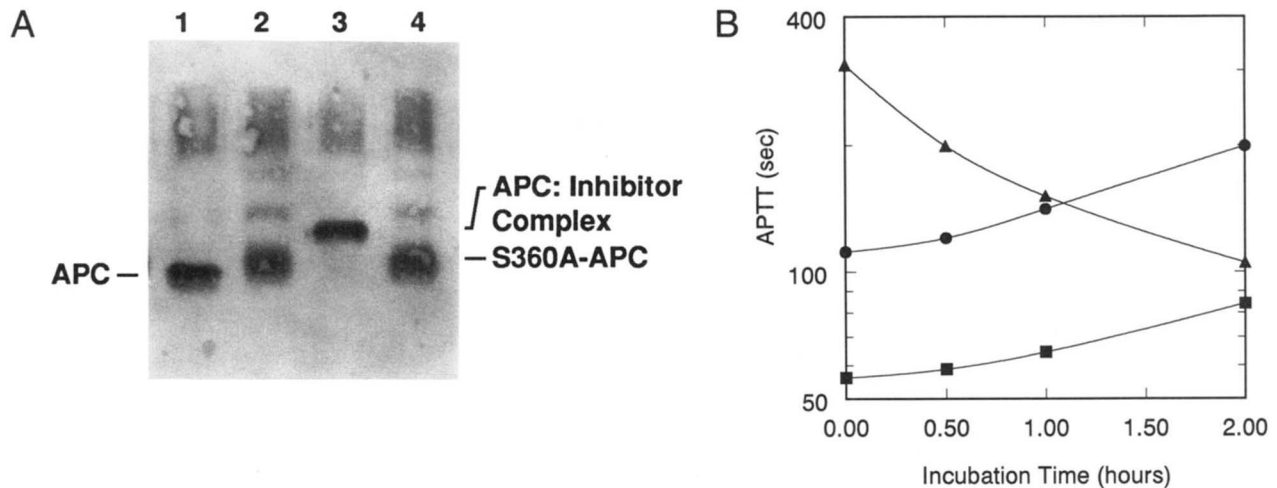 A
1 2 3 4
APC
APC: Inhibitor
Complex
S360A-APC
B
APTT (sec)
400
100
50
0.00 0.50 1.00 1.50 2.00
Incubation Time (hours)